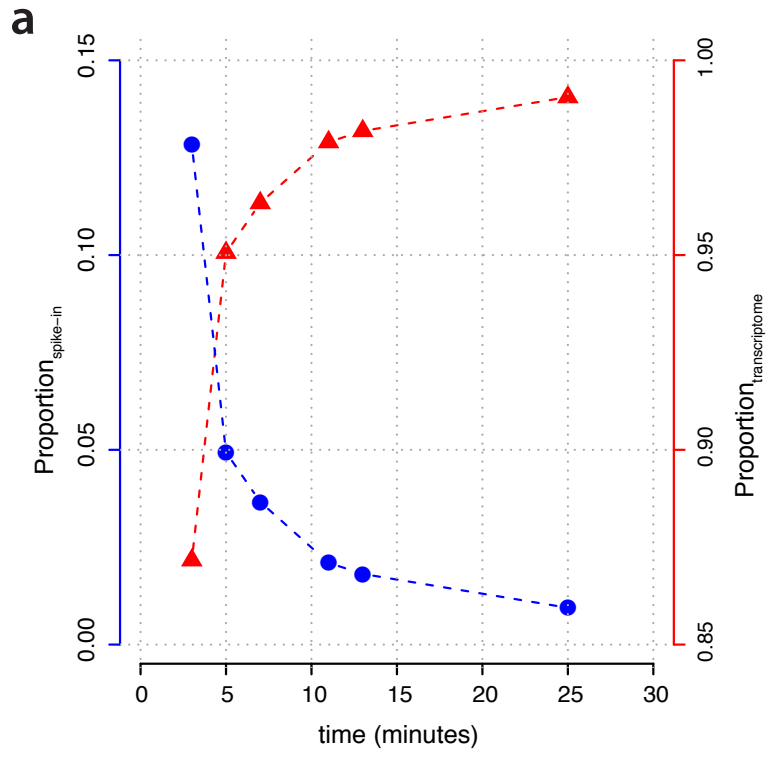 a
0.15
0.10
0.05
0.00
Proportionspike−in
1.00
0.95
0.90
0.85
Proportiontranscriptome
0 5 10 15 20 25 30
time (minutes)